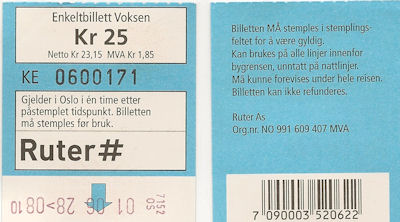 Enkeltbillett Voksen
Kr 25
Netto Kr 23,15 MVA Kr 1,85
KE 0600171
Gjelder i Oslo i én time etter
påstemplet tidspunkt. Billetten
må stemples før bruk.
Ruter#
Billetten MÅ stemples i stemplings-
feltet for å være gyldig.
Kan brukes på alle linjer innenfor
bygrensen, unntatt på nattlinjer.
Må kunne forevises under hele reisen.
Billetten kan ikke refunderes.
Ruter As
Org.nr. NO 991 609 407 MVA
7 090003 520622